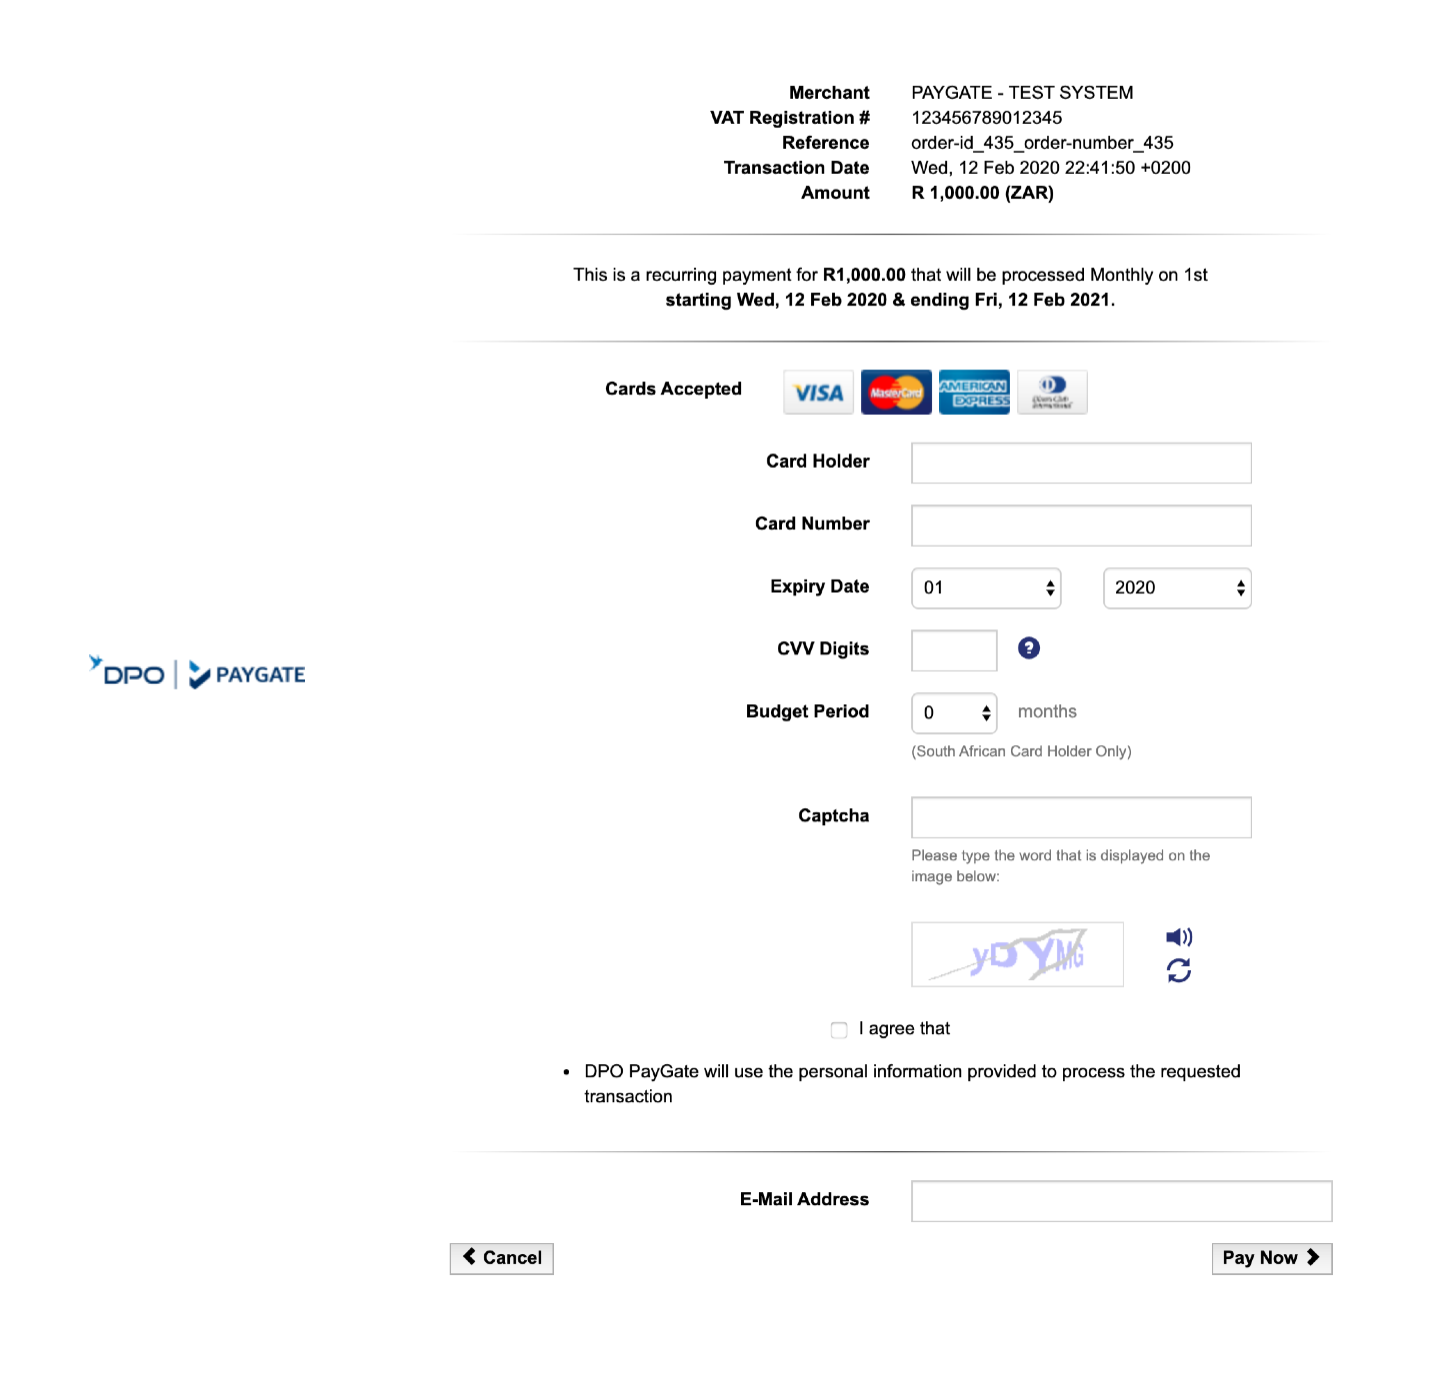 Merchant PAYGATE - TEST SYSTEM
VAT Registration # 123456789012345
Reference order-id_435_order-number_435
Transaction Date Wed, 12 Feb 2020 22:41:50 +0200
Amount R 1,000.00 (ZAR)
This is a recurring payment for R1,000.00 that will be processed Monthly on 1st
starting Wed, 12 Feb 2020 & ending Fri, 12 Feb 2021.
Cards Accepted VISA MasterCard AMERICAN EXPRESS
Card Holder
Card Number
Expiry Date 01 2020
CVV Digits ?
Budget Period 0 months
(South African Card Holder Only)
Captcha
Please type the word that is displayed on the
image below:
DPO | PAYGATE
I agree that
• DPO PayGate will use the personal information provided to process the requested
transaction
E-Mail Address
Cancel Pay Now